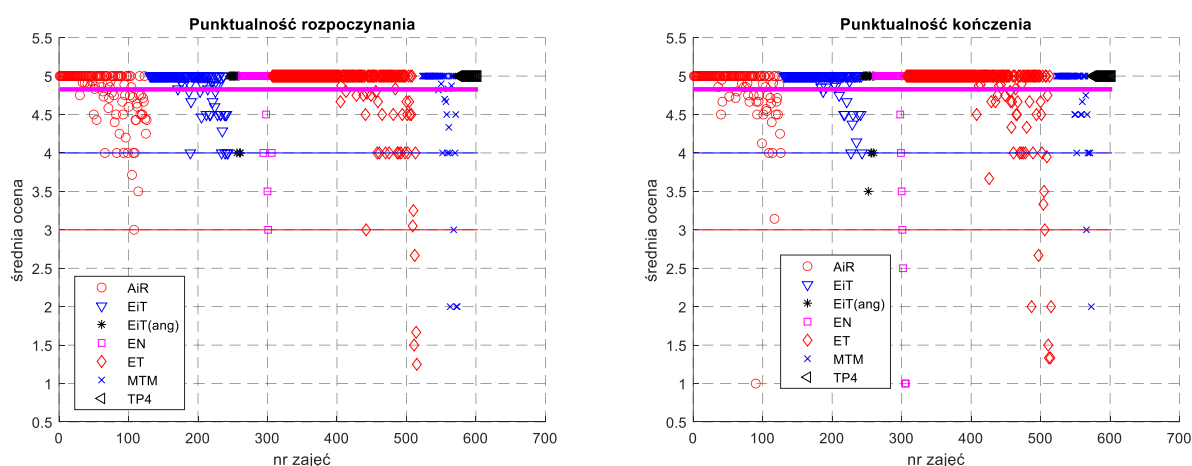 Punktualność rozpoczynania
5.5
5
4.5
4
3.5
3
2.5
2
1.5
1
0.5
średnia ocena
0 100 200 300 400 500 600 700
nr zajęć
AiR
EiT
EiT(ang)
EN
ET
MTM
TP4
Punktualność kończenia
5.5
5
4.5
4
3.5
3
2.5
2
1.5
1
0.5
średnia ocena
0 100 200 300 400 500 600 700
nr zajęć
AiR
EiT
EiT(ang)
EN
ET
MTM
TP4